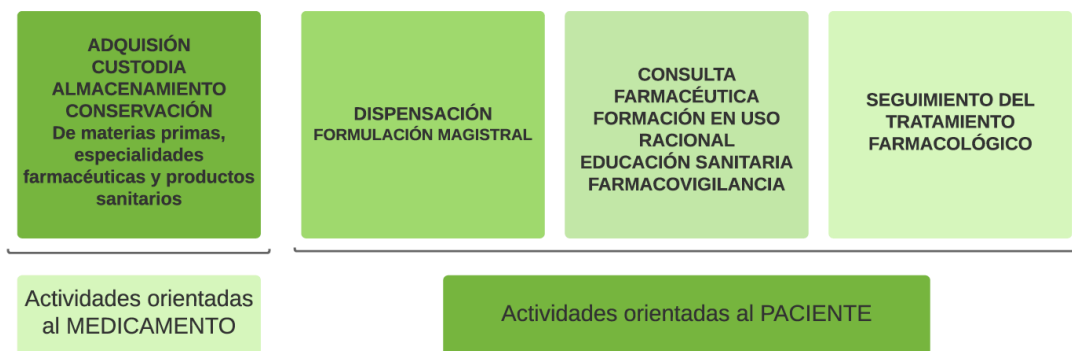 ADQUISIÓN
CUSTODIA
ALMACENAMIENTO
CONSERVACIÓN
De materias primas,
especialidades
farmacéuticas y productos
sanitarios
DISPENSACIÓN
FORMULACIÓN MAGISTRAL
CONSULTA
FARMACÉUTICA
FORMACIÓN EN USO
RACIONAL
EDUCACIÓN SANITARIA
FARMACOVIGILANCIA
SEGUIMIENTO DEL
TRATAMIENTO
FARMACOLÓGICO
Actividades orientadas
al MEDICAMENTO
Actividades orientadas al PACIENTE